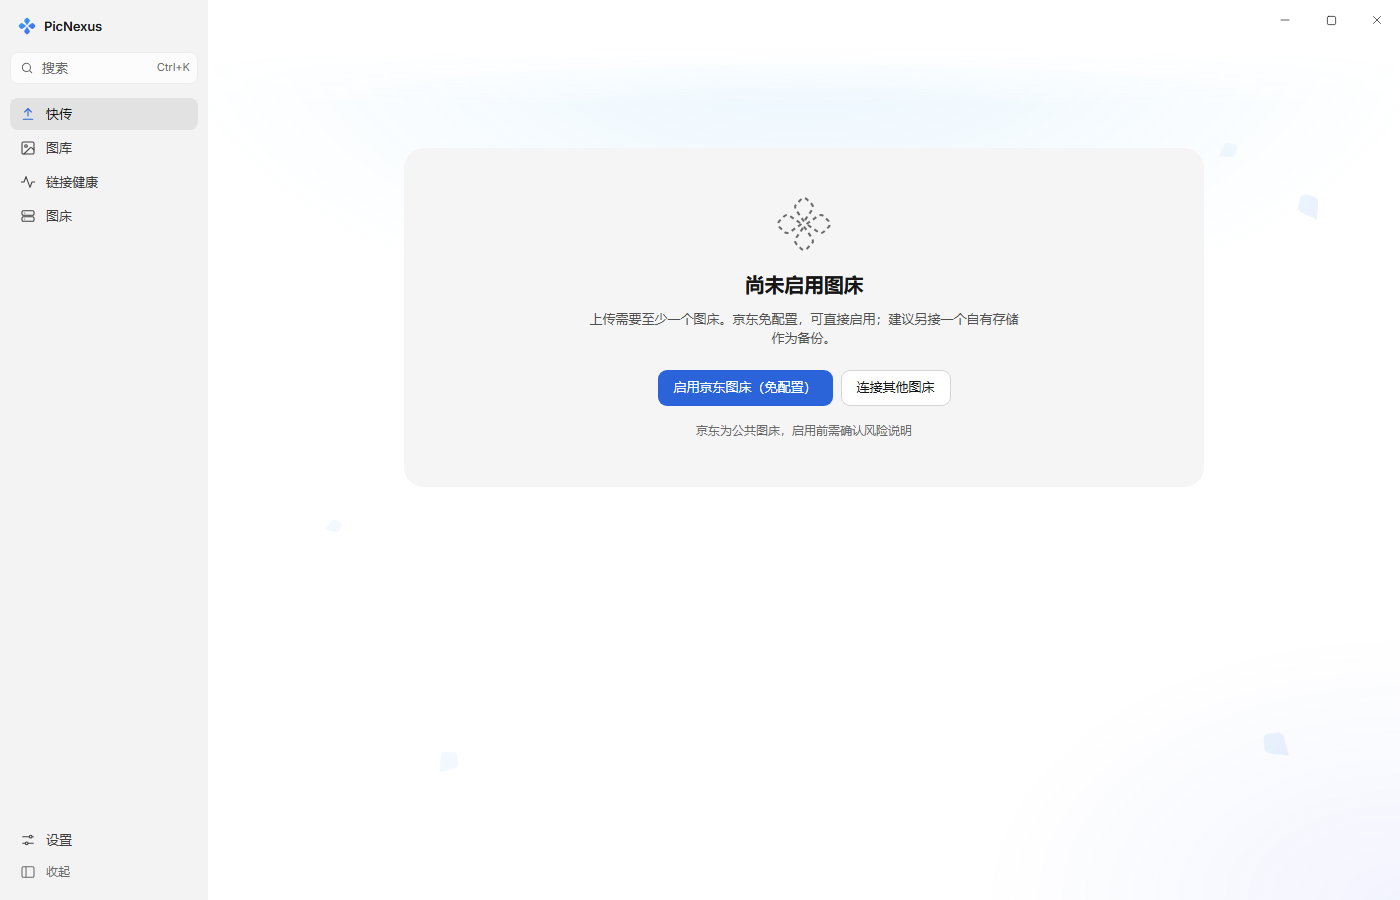 PicNexus
搜索 Ctrl+K
快传
图库
链接健康
图床
尚未启用图床
上传需要至少一个图床。京东免配置，可直接启用；建议另接一个自有存储
作为备份。
启用京东图床（免配置） 连接其他图床
京东为公共图床，启用前需确认风险说明
设置
收起